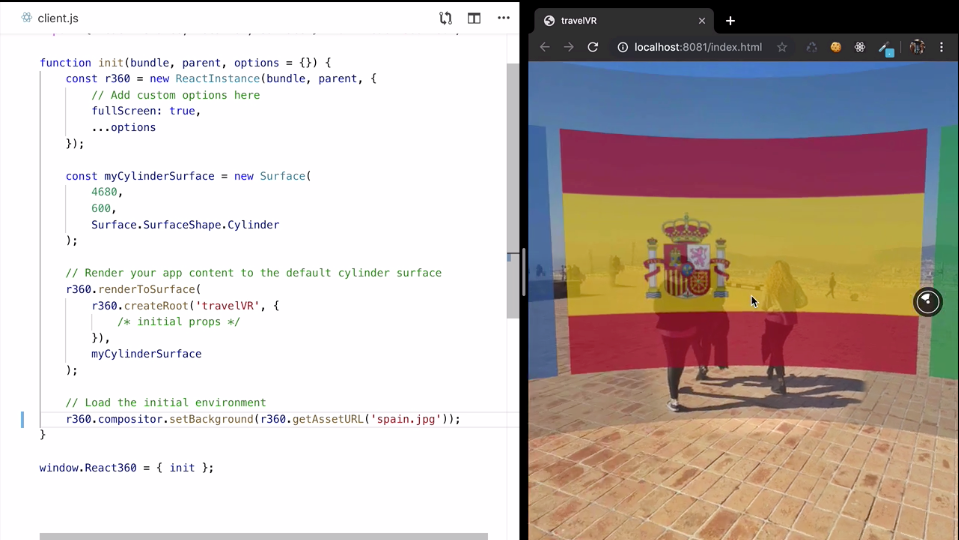 client.js
function init(bundle, parent, options = {}) {
const r360 = new ReactInstance(bundle, parent, {
// Add custom options here
fullScreen: true,
...options
});
const myCylinderSurface = new Surface(
4680,
600,
Surface.SurfaceShape.Cylinder
);
// Render your app content to the default cylinder surface
r360.renderToSurface(
r360.createRoot('travelVR', {
/* initial props */
}),
myCylinderSurface
);
// Load the initial environment
r360.compositor.setBackground(r360.getAssetURL('spain.jpg'));
}
window.React360 = { init };
travelVR
localhost:8081/index.html